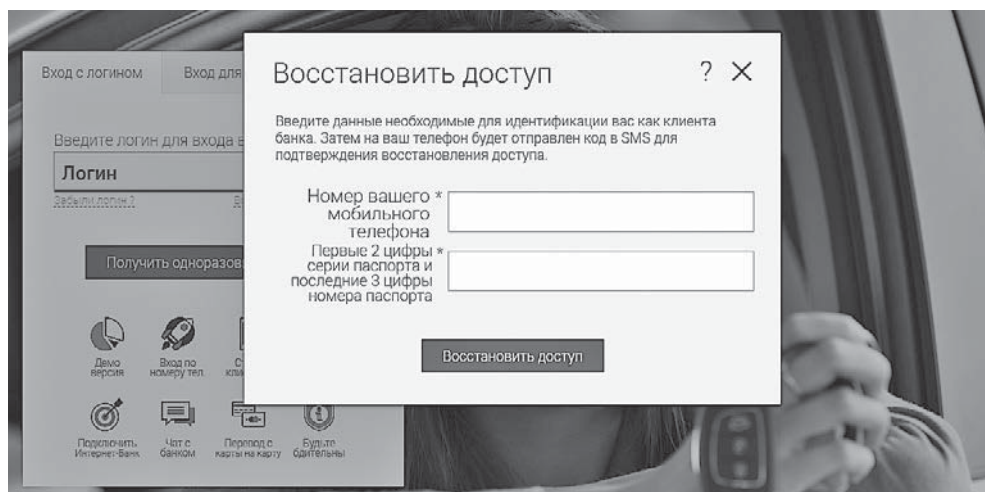 Вход с логином
Вход для
Введите логин для входа в
Логин
Забыли логин?
Получить одноразов
Демо
версия
Вход по
номеру тел.
Подключить
Интернет-Банк
Чат с
банком
Перевод с
карты на карту
Будьте
бдительны
Восстановить доступ
?
Введите данные необходимые для идентификации вас как клиента
банка. Затем на ваш телефон будет отправлен код в SMS для
подтверждения восстановления доступа.
Номер вашего *
мобильного
телефона
Первые 2 цифры *
серии паспорта и
последние 3 цифры
номера паспорта
Восстановить доступ